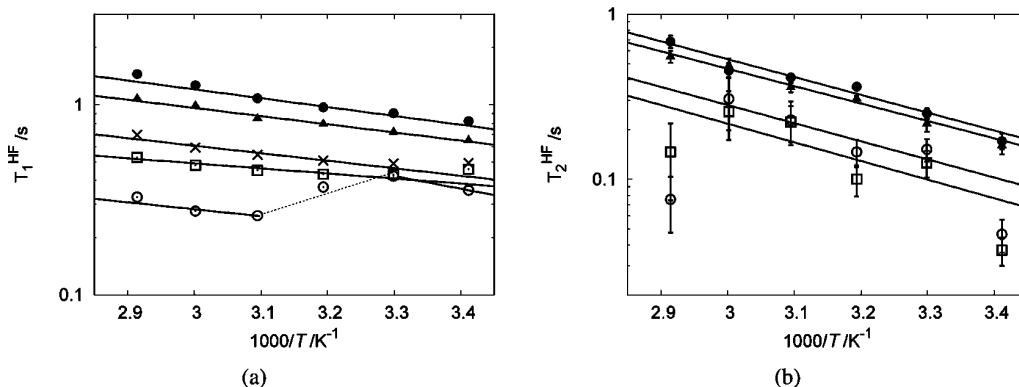 T₁ᴴᶠ/s
1
0.1
2.9 3 3.1 3.2 3.3 3.4
1000/T/K⁻¹
(a)
T₂ᴴᶠ/s
1
0.1
2.9 3 3.1 3.2 3.3 3.4
1000/T/K⁻¹
(b)